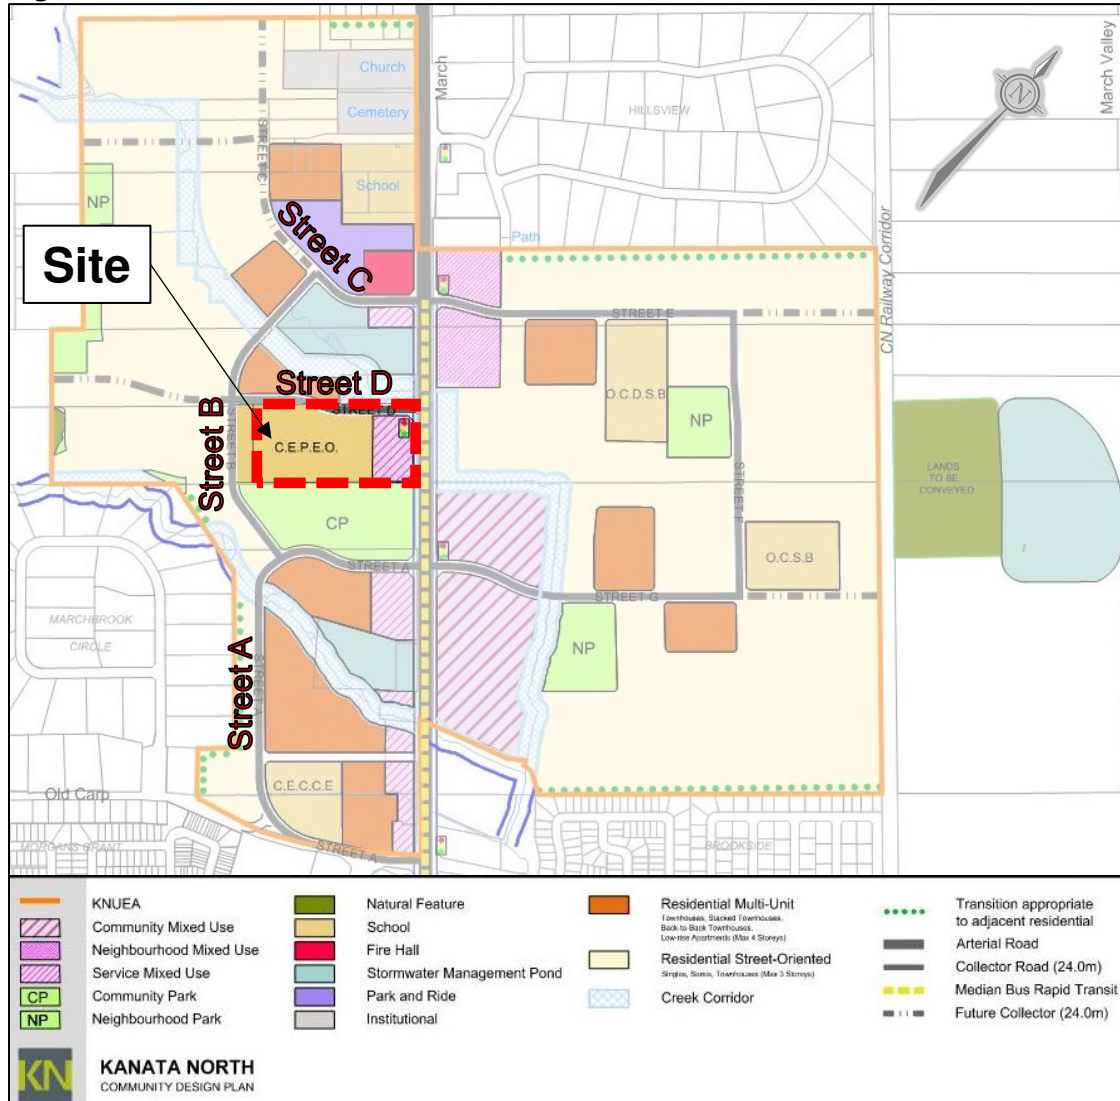 March
March Valley
Church
Cemetery
HILLSVIEW
N
STREET C
School
NP
Path
Site
Street C
CN Railway Corridor
STREET E
O.C.D.S.B
NP
Street D
STREET D
Street B
STREET B
C.E.P.E.O.
STREET F
LANDS
TO BE
CONVEYED
CP
STREET A
O.C.S.B
STREET G
MARCHBROOK
CIRCLE
NP
Street A
STREET A
C.E.C.C.E
Old Carp
MORGANS GRANT
STREET A
BROOKSIDE
KNUEA
Community Mixed Use
Neighbourhood Mixed Use
Service Mixed Use
CP Community Park
NP Neighbourhood Park
Natural Feature
School
Fire Hall
Stormwater Management Pond
Park and Ride
Institutional
Residential Multi-Unit
Townhouses, Stacked Townhouses,
Back to Back Townhouses,
Low-rise Apartments (Max 4 Storeys)
Residential Street-Oriented
Singles, Semis, Townhouses (Max 3 Storeys)
Creek Corridor
Transition appropriate
to adjacent residential
Arterial Road
Collector Road (24.0m)
Median Bus Rapid Transit
Future Collector (24.0m)
KN
KANATA NORTH
COMMUNITY DESIGN PLAN